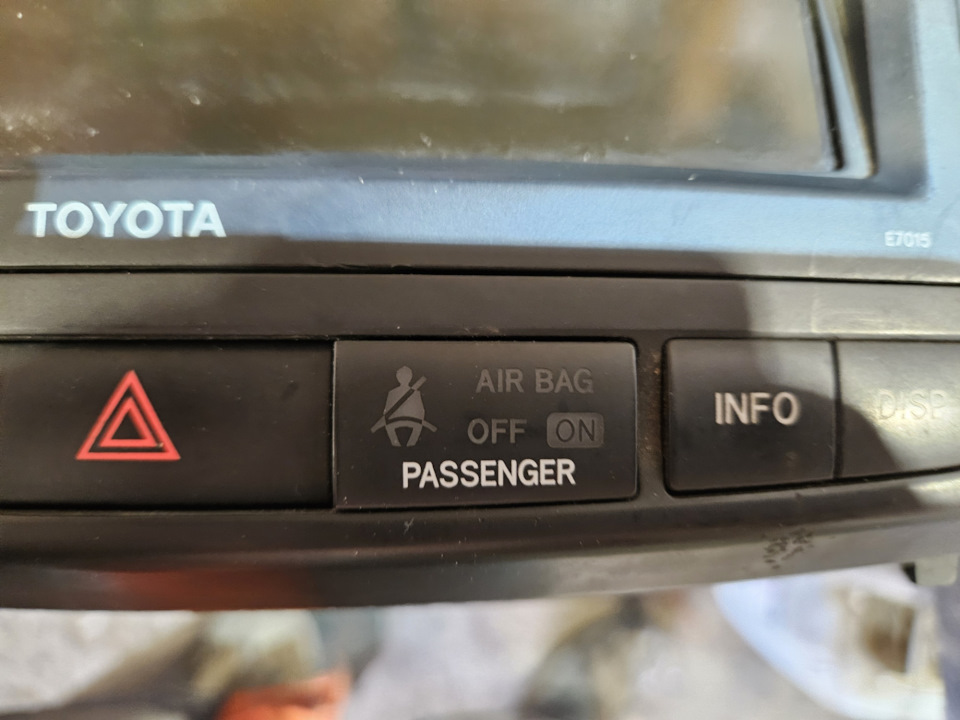 TOYOTA
E7015
AIR BAG
OFF ON
PASSENGER
INFO
DISP